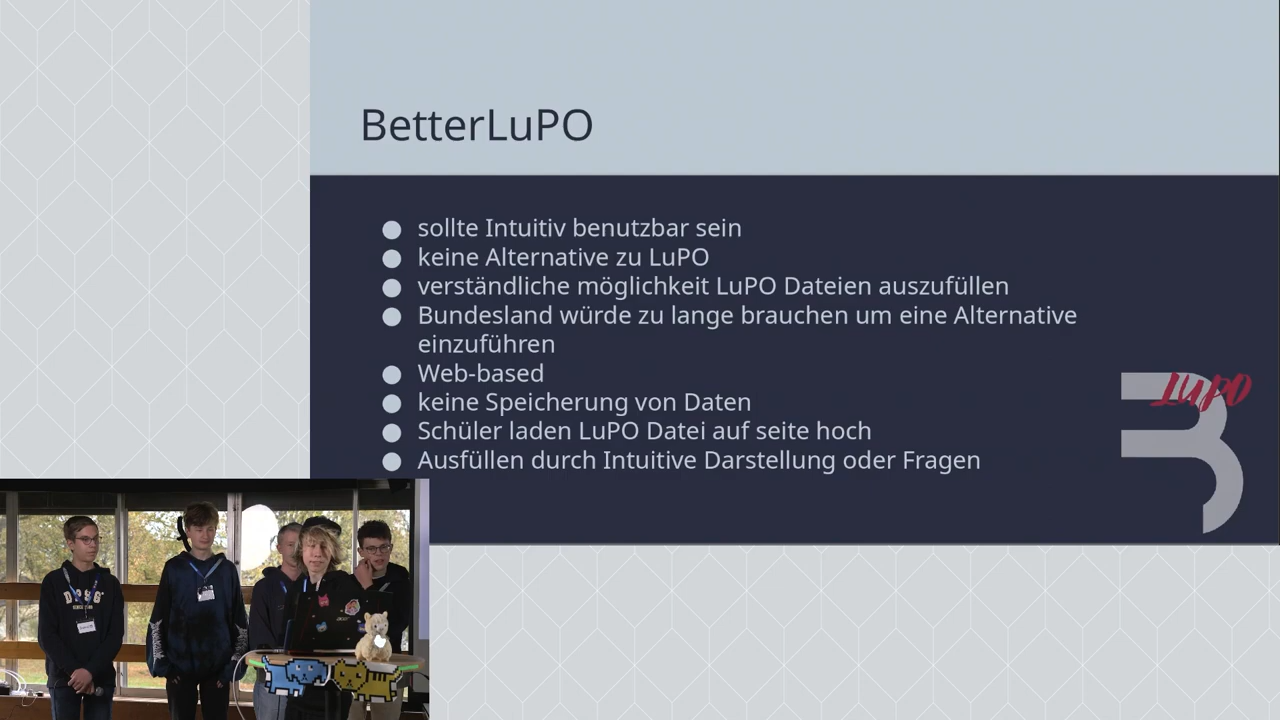 BetterLuPO
● sollte Intuitiv benutzbar sein
● keine Alternative zu LuPO
● verständliche möglichkeit LuPO Dateien auszufüllen
● Bundesland würde zu lange brauchen um eine Alternative
einzuführen
● Web-based
● keine Speicherung von Daten
● Schüler laden LuPO Datei auf seite hoch
● Ausfüllen durch Intuitive Darstellung oder Fragen
LUPO